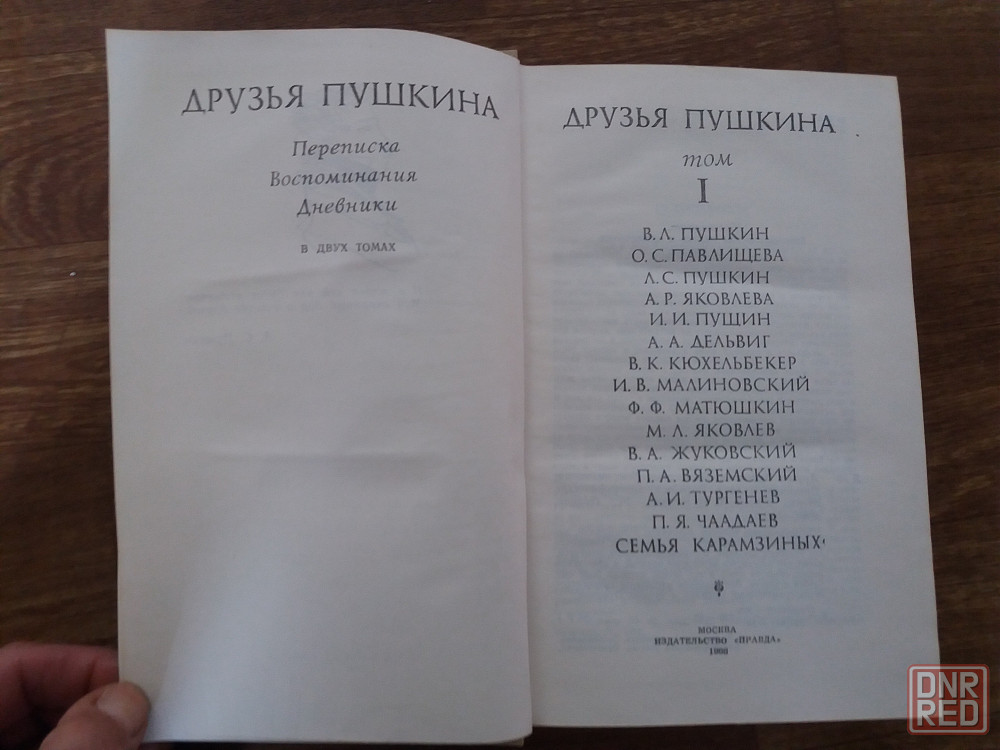 ДРУЗЬЯ ПУШКИНА
Переписка
Воспоминания
Дневники
В ДВУХ ТОМАХ
ДРУЗЬЯ ПУШКИНА
том
I
В. Л. ПУШКИН
О. С. ПАВЛИЩЕВА
Л. С. ПУШКИН
А. Р. ЯКОВЛЕВА
И. И. ПУЩИН
А. А. ДЕЛЬВИГ
В. К. КЮХЕЛЬБЕКЕР
И. В. МАЛИНОВСКИЙ
Ф. Ф. МАТЮШКИН
М. Л. ЯКОВЛЕВ
В. А. ЖУКОВСКИЙ
П. А. ВЯЗЕМСКИЙ
А. И. ТУРГЕНЕВ
П. Я. ЧААДАЕВ
СЕМЬЯ КАРАМЗИНЫХ
МОСКВА
ИЗДАТЕЛЬСТВО «ПРАВДА»
DNR
RED